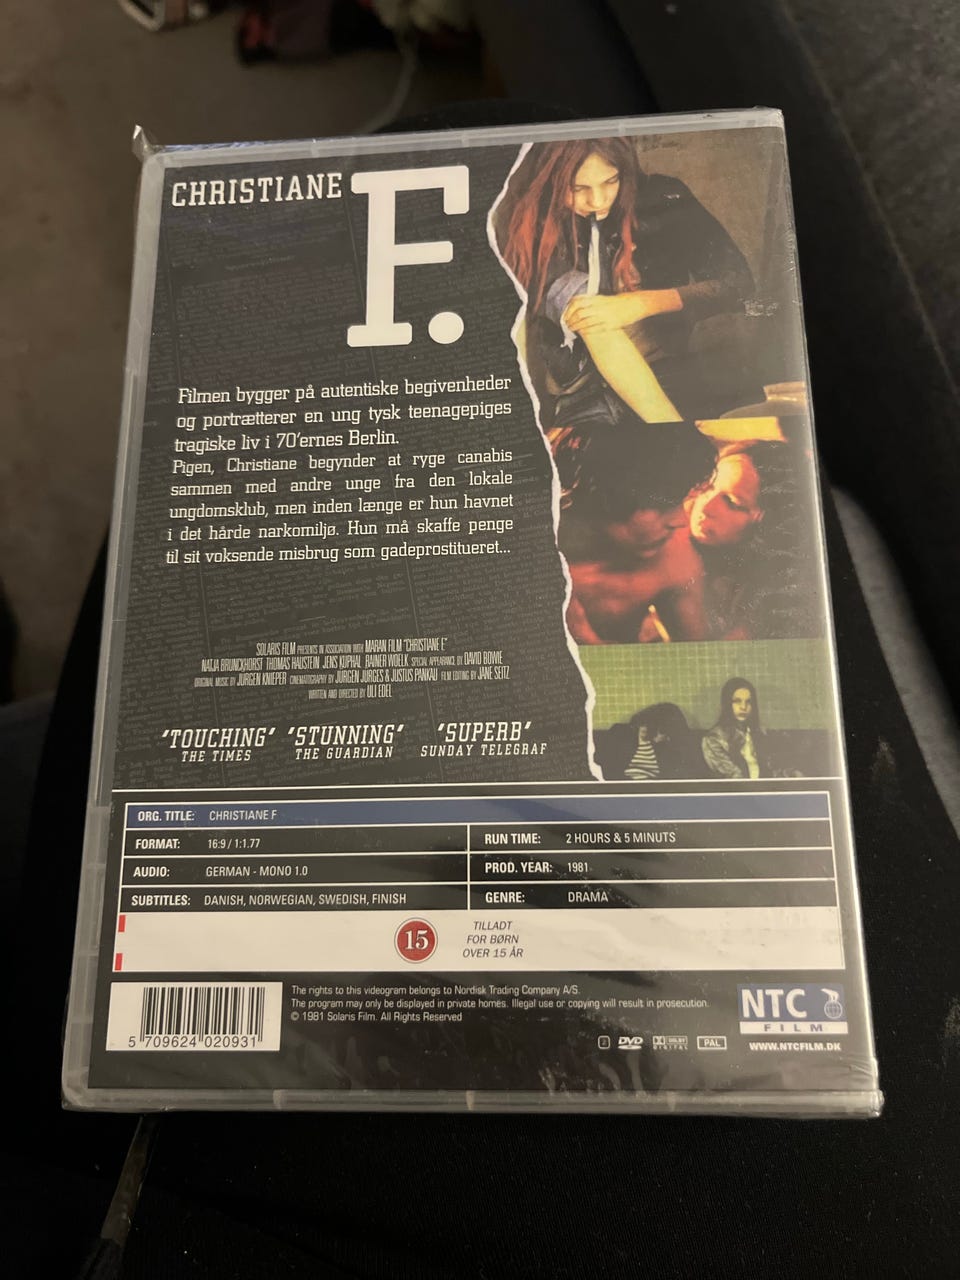 CHRISTIANE F.
Filmen bygger på autentiske begivenheder
og portrætterer en ung tysk teenagepiges
tragiske liv i 70'ernes Berlin.
Pigen, Christiane begynder at ryge canabis
sammen med andre unge fra den lokale
ungdomsklub, men inden længe er hun havnet
i det hårde narkomiljø. Hun må skaffe penge
til sit voksende misbrug som gadeprostitueret...
SOLARIS FILM PRESENTS IN ASSOCIATION WITH MARAN FILM "CHRISTIANE F."
NATJA BRUNCKHORST THOMAS HAUSTEIN JENS KUPHAL RAINER WOELK SPECIAL APPEARANCE BY DAVID BOWIE
ORIGINAL MUSIC BY JÜRGEN KNIEPER CINEMATOGRAPHY BY JÜRGEN JÜRGES & JUSTUS PANKAU FILM EDITING BY JANE SEITZ
WRITTEN AND DIRECTED BY ULI EDEL
'TOUCHING' 'STUNNING' 'SUPERB'
THE TIMES THE GUARDIAN SUNDAY TELEGRAF
ORG. TITLE: CHRISTIANE F
FORMAT: 16:9 / 1:1.77 RUN TIME: 2 HOURS & 5 MINUTS
AUDIO: GERMAN - MONO 1.0 PROD. YEAR: 1981
SUBTITLES: DANISH, NORWEGIAN, SWEDISH, FINISH GENRE: DRAMA
15 TILLADT
FOR BØRN
OVER 15 ÅR
The rights to this videogram belongs to Nordisk Trading Company A/S.
The program may only be displayed in private homes. Illegal use or copying will result in prosecution.
© 1981 Solaris Film. All Rights Reserved
NTC
FILM
5 709624 020931
2 DVD DOLBY DIGITAL PAL
WWW.NTCFILM.DK